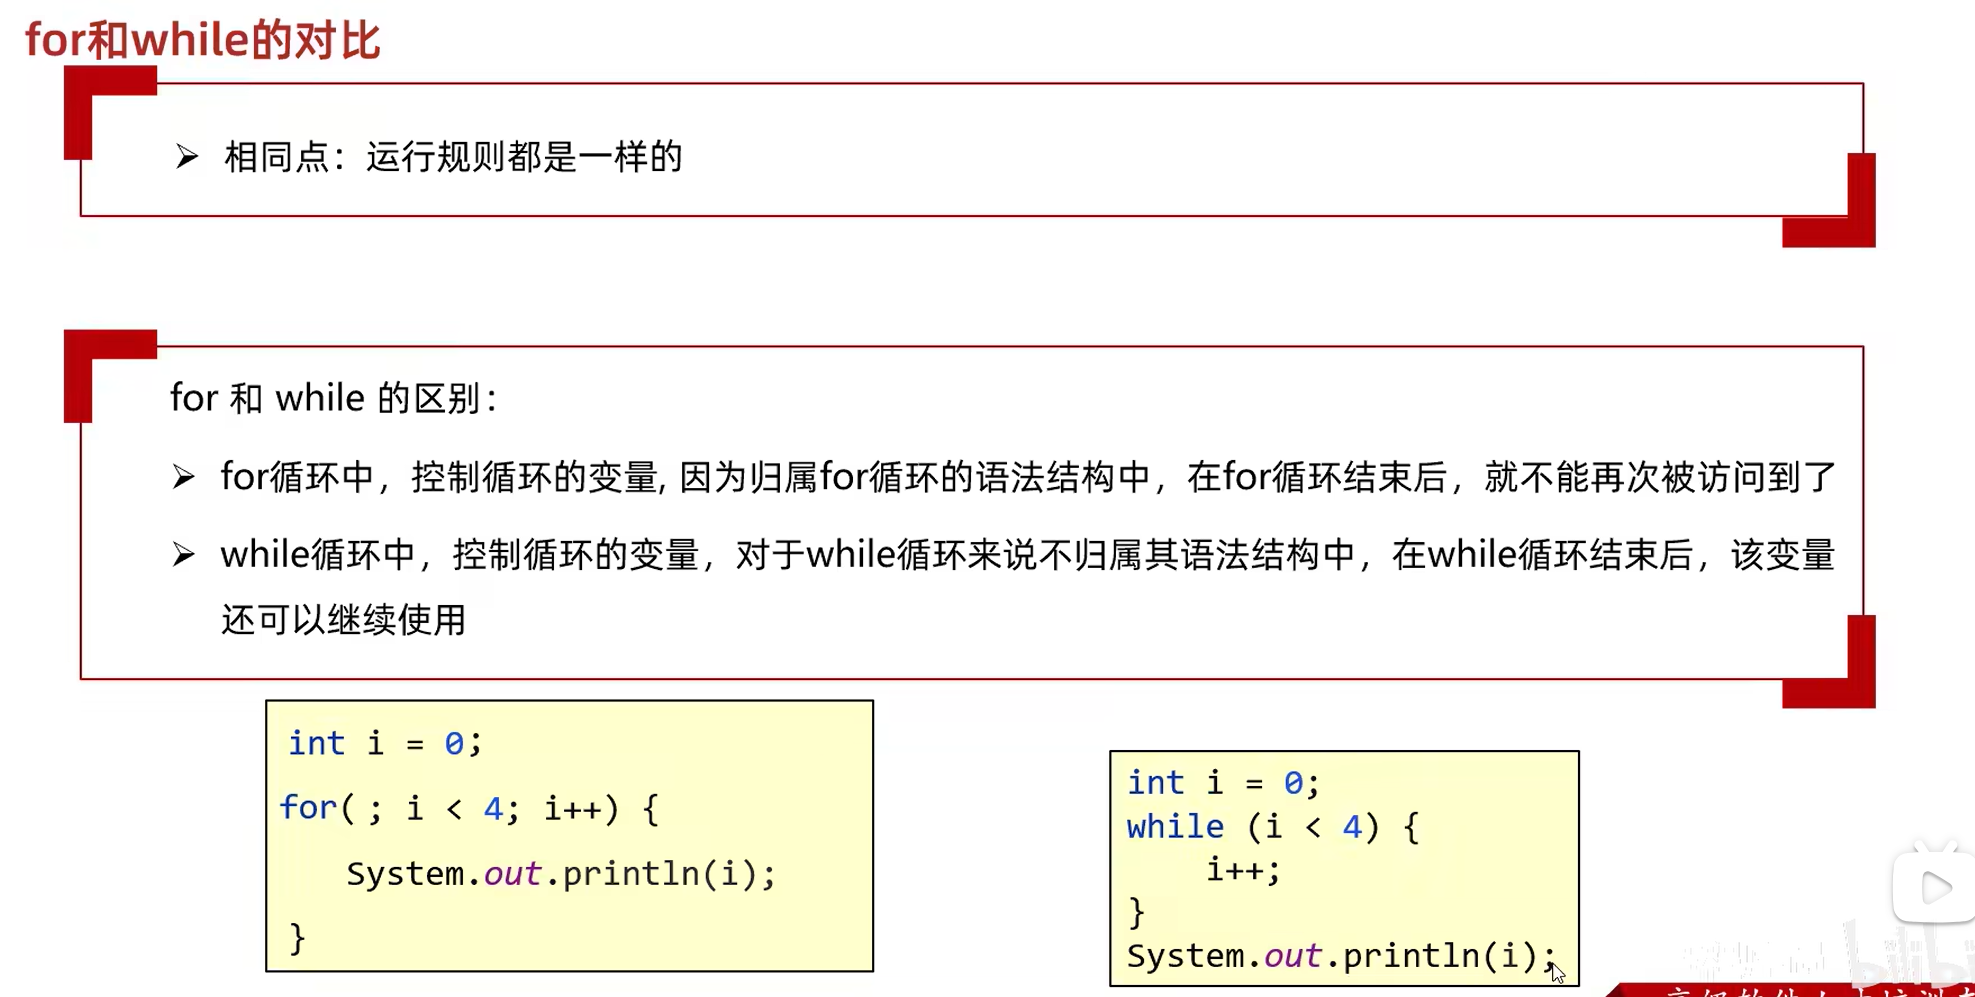 for和while的对比
➢ 相同点：运行规则都是一样的
for 和 while 的区别：
➢ for循环中，控制循环的变量, 因为归属for循环的语法结构中，在for循环结束后，就不能再次被访问到了
➢ while循环中，控制循环的变量，对于while循环来说不归属其语法结构中，在while循环结束后，该变量
还可以继续使用
int i = 0;
for( ; i < 4; i++) {
System.out.println(i);
}
int i = 0;
while (i < 4) {
i++;
}
System.out.println(i);